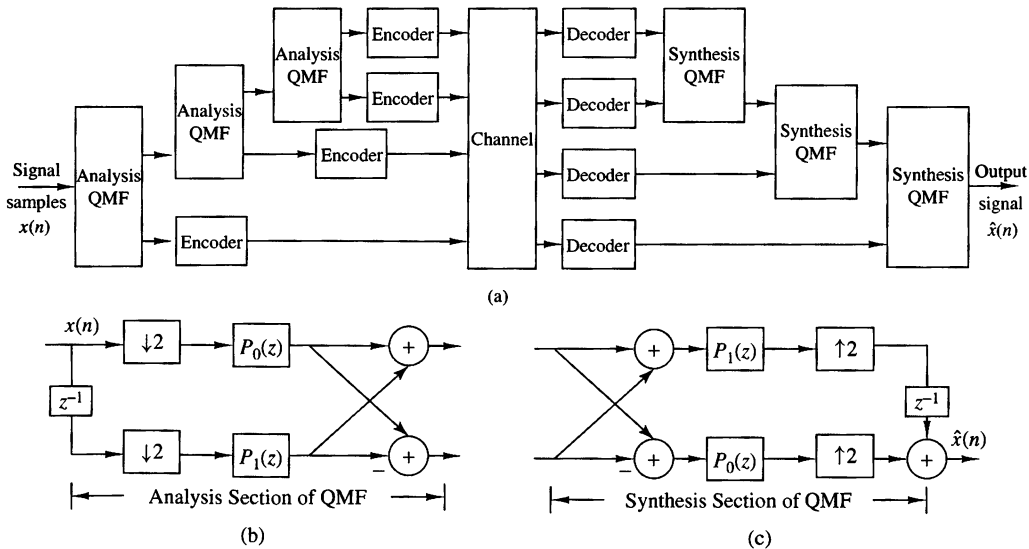 Analysis
QMF
Analysis
QMF
Analysis
QMF
Encoder
Encoder
Encoder
Encoder
Channel
Decoder
Decoder
Decoder
Decoder
Synthesis
QMF
Synthesis
QMF
Synthesis
QMF
Signal
samples
x(n)
Output
signal
x̂(n)
(a)
x(n)
↓2
P₀(z)
+
z⁻¹
↓2
P₁(z)
−
+
Analysis Section of QMF
(b)
+
P₁(z)
↑2
z⁻¹
−
+
P₀(z)
↑2
+
x̂(n)
Synthesis Section of QMF
(c)